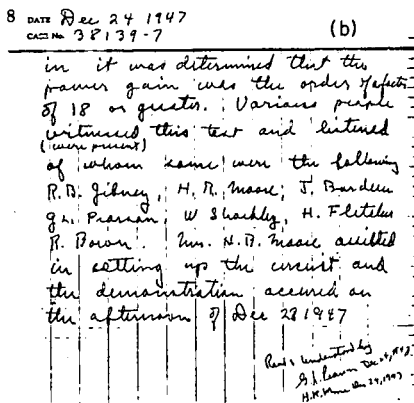 8 DATE Dec 24 1947
CASE No. 38139-7
(b)
in it was determined that the
power gain was the order of a factor
of 18 or greater. Various people
witnessed this test and listened
(were present)
of whom some were the following
R.B. Gibney, H.R. Moore, J. Bardeen
G.L. Pearson, W Shockley, H. Fletcher
R. Bown. Mr. H.R. Moore assisted
in setting up the circuit and
the demonstration occured on
the afternoon of Dec 23 1947
Read & understood by
G.L. Pearson Dec 24, 1947
H.R. Moore Dec 24, 1947